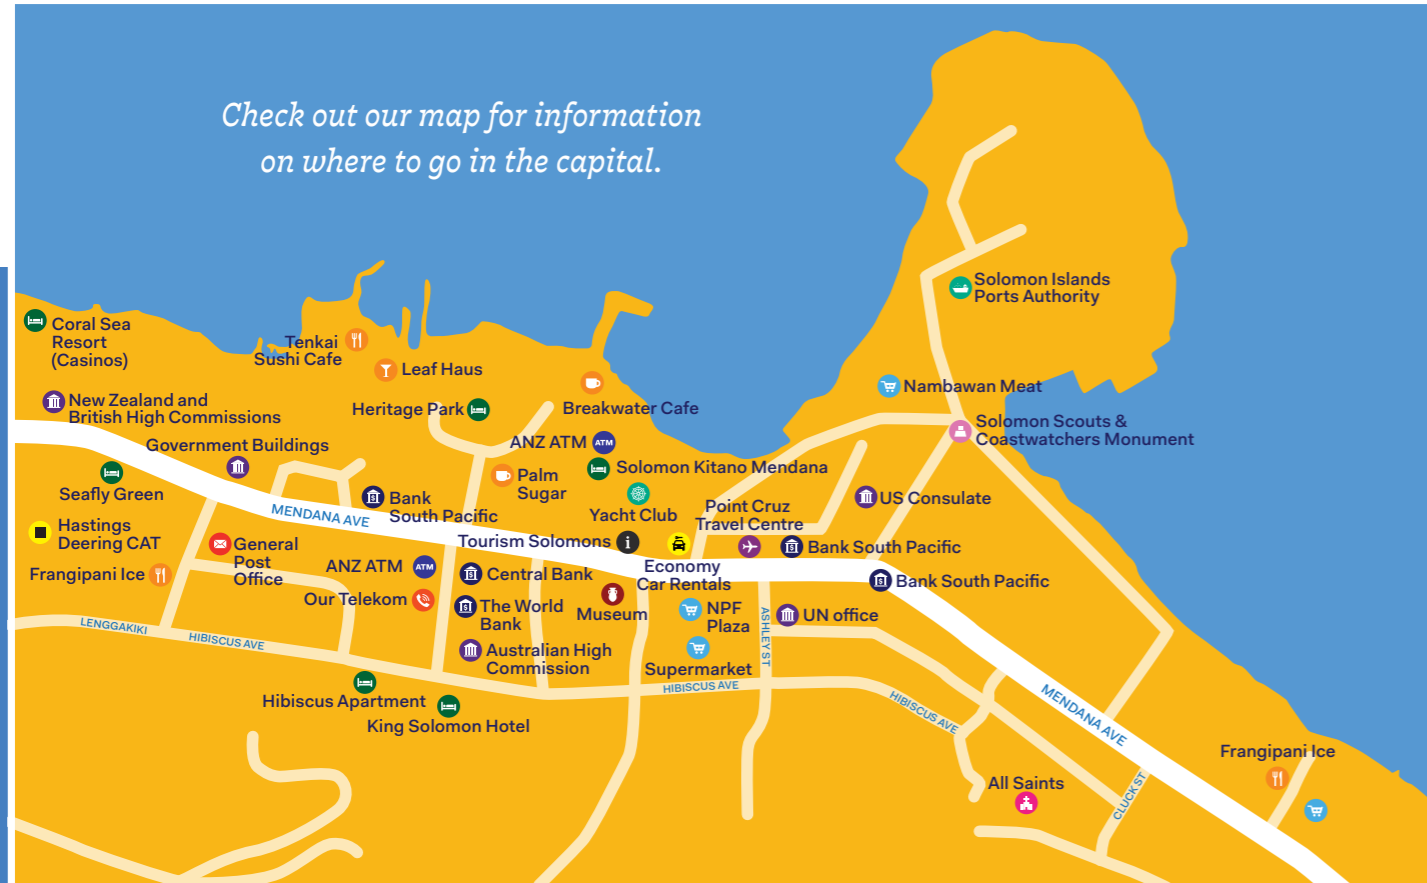 Check out our map for information
on where to go in the capital.
Solomon Islands
Ports Authority
Coral Sea
Resort
(Casinos)
Tenkai
Sushi Cafe
Leaf Haus
Nambawan Meat
New Zealand and
British High Commissions
Heritage Park
Breakwater Cafe
Solomon Scouts &
Coastwatchers Monument
Government Buildings
ANZ ATM
ATM
Solomon Kitano Mendana
Seafly Green
Palm
Sugar
Bank
South Pacific
Yacht Club
Point Cruz
Travel Centre
US Consulate
MENDANA AVE
Hastings
Deering CAT
General
Post
Office
Tourism Solomons
i
Bank South Pacific
Frangipani Ice
ANZ ATM
ATM
Central Bank
Economy
Car Rentals
Bank South Pacific
Our Telekom
The World
Bank
Museum
NPF
Plaza
ASHLEY ST
UN office
LENGGAKIKI
HIBISCUS AVE
Australian High
Commission
Supermarket
HIBISCUS AVE
Hibiscus Apartment
King Solomon Hotel
HIBISCUS AVE
MENDANA AVE
Frangipani Ice
All Saints
CLUCK ST